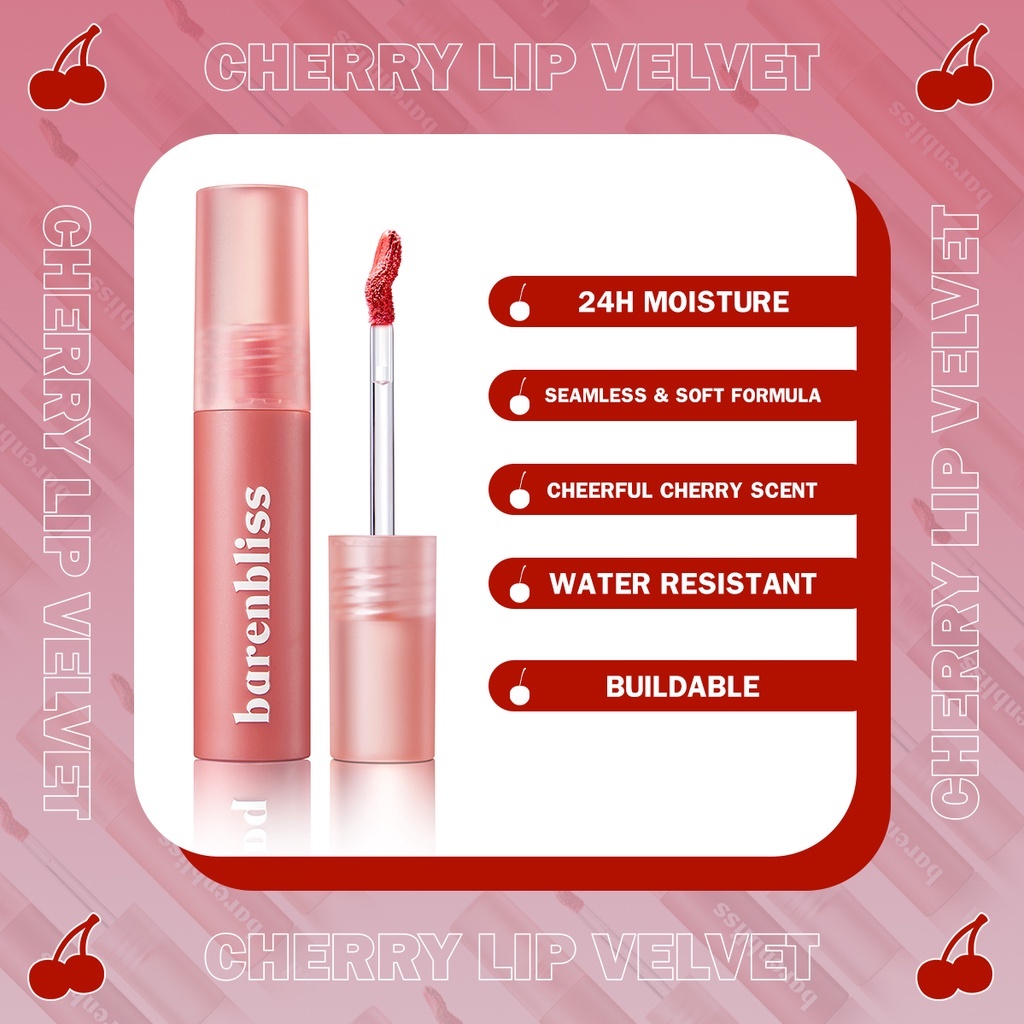 CHERRY LIP VELVET
CHERRY LIP VELVET
barenbliss
24H MOISTURE
SEAMLESS & SOFT FORMULA
CHEERFUL CHERRY SCENT
WATER RESISTANT
BUILDABLE
CHERRY LIP VELVET
CHERRY LIP VELVET